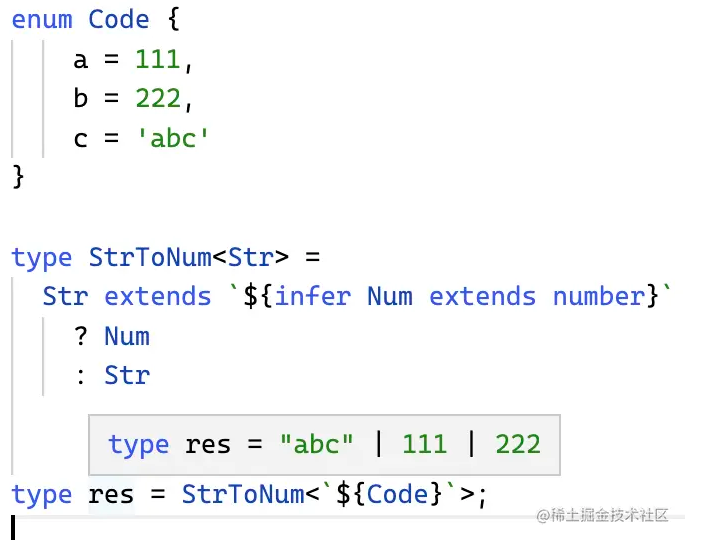 enum Code {
    a = 111,
    b = 222,
    c = 'abc'
}

type StrToNum<Str> =
  Str extends `${infer Num extends number}`
    ? Num
    : Str
type res = "abc" | 111 | 222
type res = StrToNum<`${Code}`>;
@稀土掘金技术社区